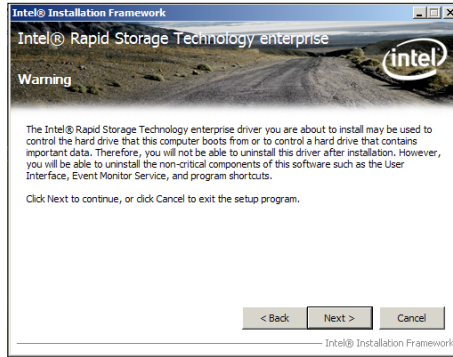 Intel® Installation Framework
Intel® Rapid Storage Technology enterprise
intel
Warning
The Intel® Rapid Storage Technology enterprise driver you are about to install may be used to
control the hard drive that this computer boots from or to control a hard drive that contains
important data. Therefore, you will not be able to uninstall this driver after installation. However,
you will be able to uninstall the non-critical components of this software such as the User
Interface, Event Monitor Service, and program shortcuts.
Click Next to continue, or click Cancel to exit the setup program.
< Back Next > Cancel
Intel® Installation Framework